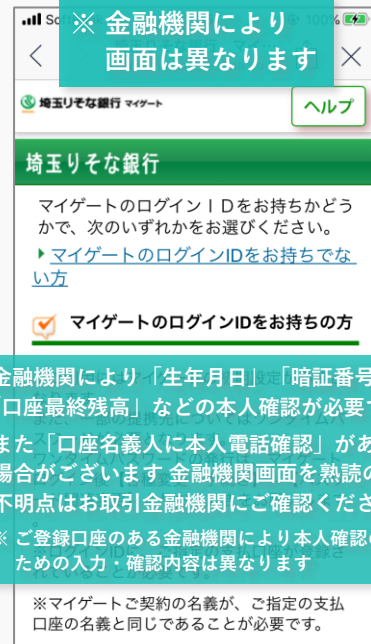 ※ 金融機関により
画面は異なります
100%
埼玉りそな銀行 マイゲート
ヘルプ
埼玉りそな銀行
マイゲートのログインIDをお持ちかどう
かで、次のいずれかをお選びください。
マイゲートのログインIDをお持ちでな
い方
マイゲートのログインIDをお持ちの方
金融機関により「生年月日」「暗証番号
「口座最終残高」などの本人確認が必要
また「口座名義人に本人電話確認」があ
場合がございます 金融機関画面を熟読の
不明点はお取引金融機関にご確認くださ
※ ご登録口座のある金融機関により本人確認の
ための入力・確認内容は異なります
※マイゲートご契約の名義が、ご指定の支払
口座の名義と同じであることが必要です。